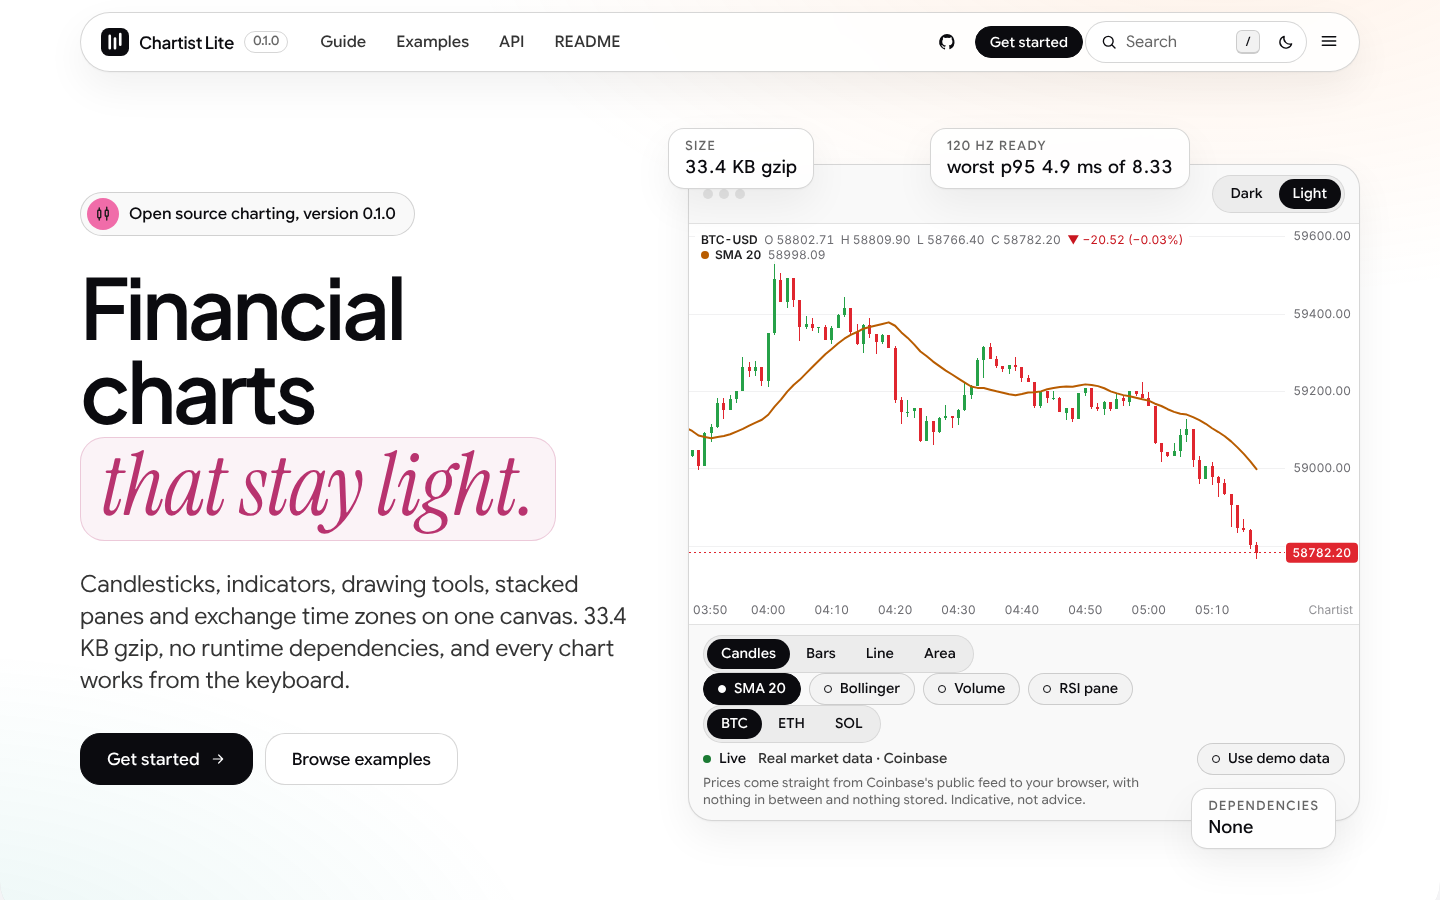 Chartist Lite 0.1.0 Guide Examples API README Get started Search /
Open source charting, version 0.1.0
Financial
charts
that stay light.
Candlesticks, indicators, drawing tools, stacked
panes and exchange time zones on one canvas. 33.4
KB gzip, no runtime dependencies, and every chart
works from the keyboard.
Get started → Browse examples
SIZE
33.4 KB gzip
120 HZ READY
worst p95 4.9 ms of 8.33
Dark Light
BTC-USD O 58802.71 H 58809.90 L 58766.40 C 58782.20 ▼ −20.52 (−0.03%)
SMA 20 58998.09
59600.00
59400.00
59200.00
59000.00
58782.20
03:50 04:00 04:10 04:20 04:30 04:40 04:50 05:00 05:10 Chartist
Candles Bars Line Area
SMA 20 Bollinger Volume RSI pane
BTC ETH SOL
Live Real market data · Coinbase Use demo data
Prices come straight from Coinbase's public feed to your browser, with
nothing in between and nothing stored. Indicative, not advice.
DEPENDENCIES
None